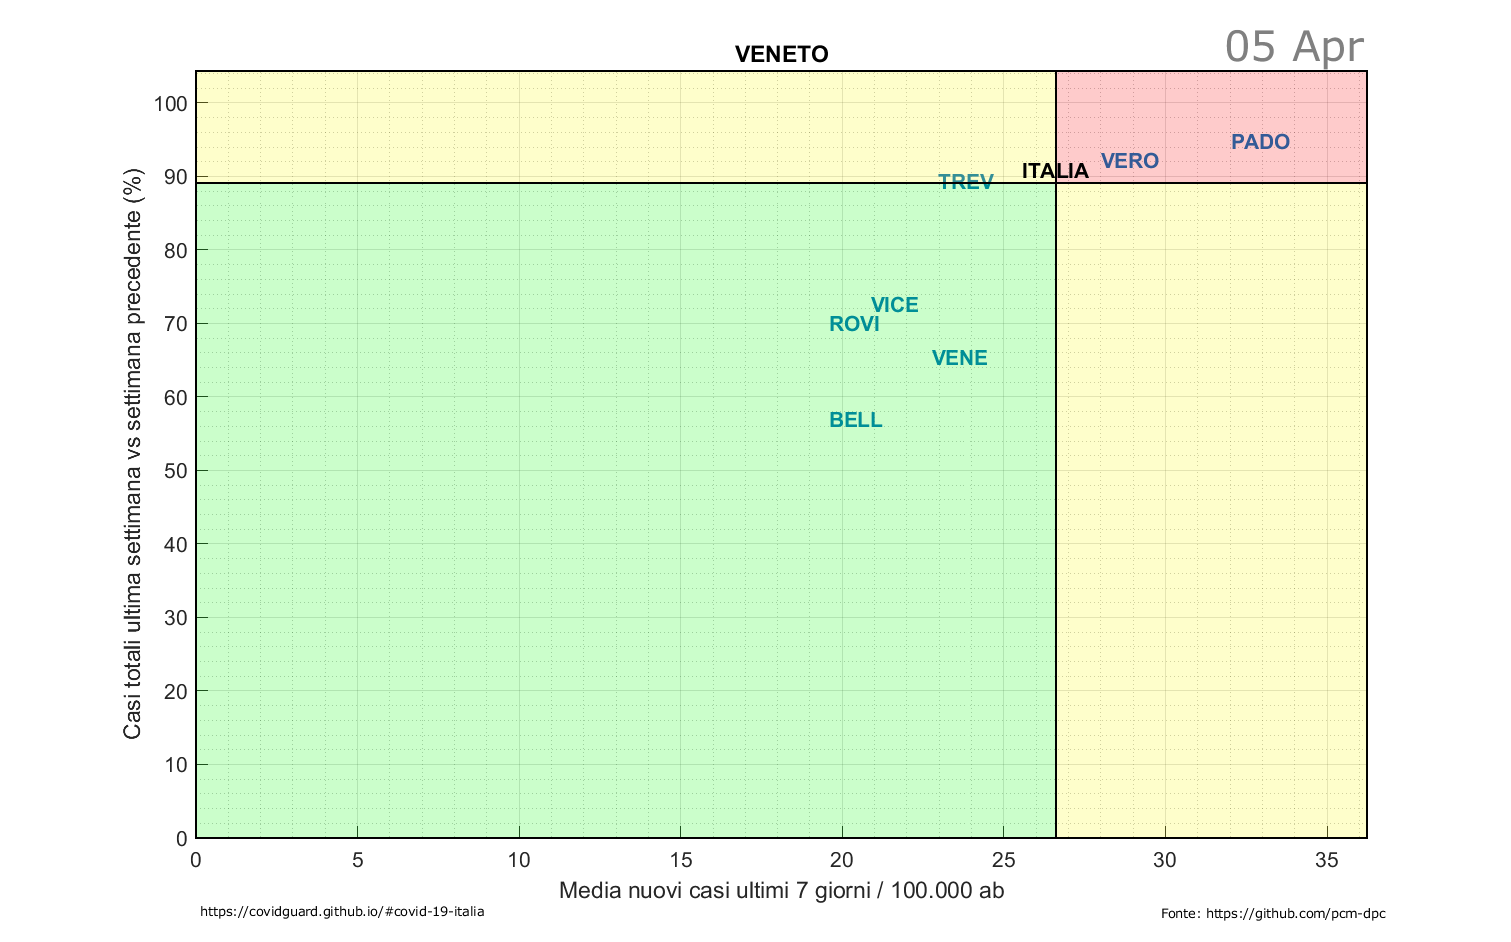 05 Apr
VENETO
100
90
80
70
60
50
40
30
20
10
0
Casi totali ultima settimana vs settimana precedente (%)
PADO
VERO
ITALIA
TREV
VICE
ROVI
VENE
BELL
0 5 10 15 20 25 30 35
Media nuovi casi ultimi 7 giorni / 100.000 ab
https://covidguard.github.io/#covid-19-italia
Fonte: https://github.com/pcm-dpc